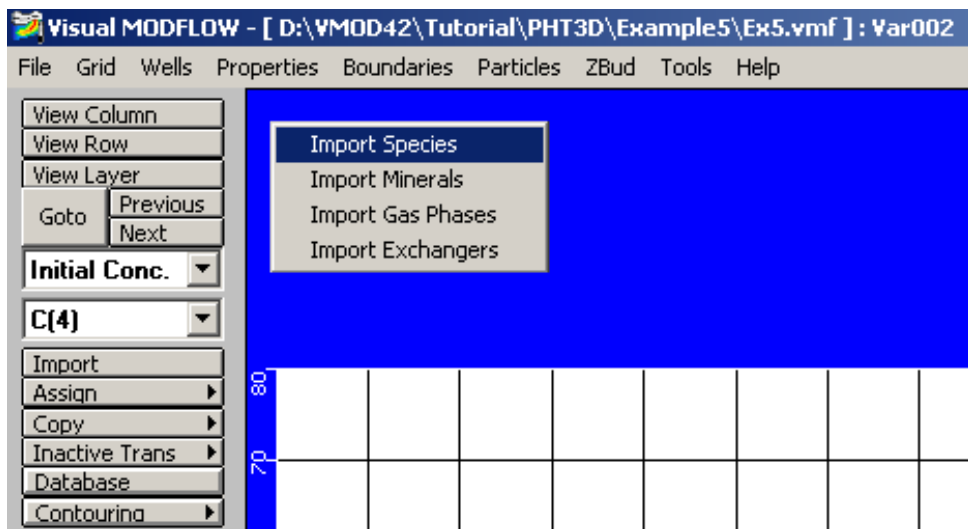 Visual MODFLOW - [ D:\VMOD42\Tutorial\PHT3D\Example5\Ex5.vmf ] : Var002
File Grid Wells Properties Boundaries Particles ZBud Tools Help
View Column
View Row
View Layer
Goto
Previous
Next
Initial Conc.
C(4)
Import
Assign
Copy
Inactive Trans
Database
Contouring
Import Species
Import Minerals
Import Gas Phases
Import Exchangers
80
70